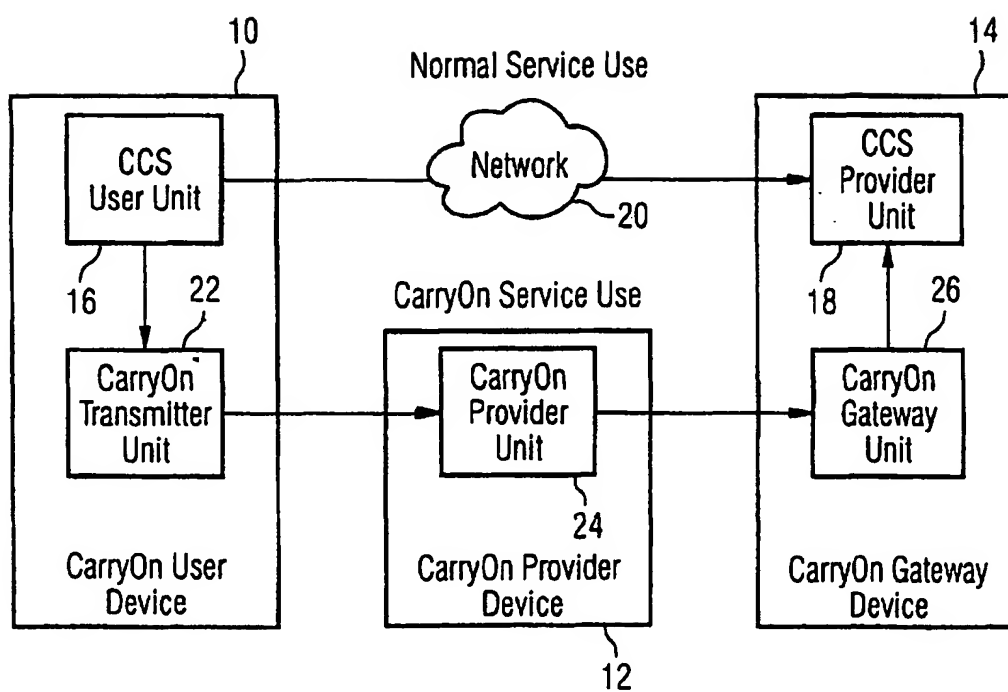 10
14
Normal Service Use
CCS
User Unit
Network
CCS
Provider
Unit
20
16
22
CarryOn Service Use
18
26
CarryOn
Transmitter
Unit
CarryOn
Provider
Unit
CarryOn
Gateway
Unit
24
CarryOn User
Device
CarryOn Provider
Device
CarryOn Gateway
Device
12